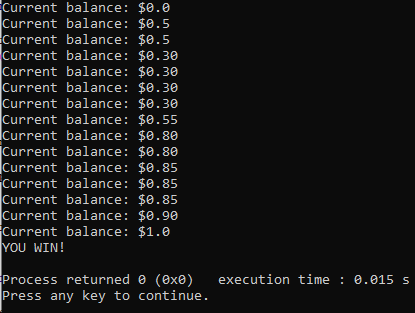 Current balance: $0.0
Current balance: $0.5
Current balance: $0.5
Current balance: $0.30
Current balance: $0.30
Current balance: $0.30
Current balance: $0.30
Current balance: $0.55
Current balance: $0.80
Current balance: $0.80
Current balance: $0.85
Current balance: $0.85
Current balance: $0.85
Current balance: $0.90
Current balance: $1.0
YOU WIN!
Process returned 0 (0x0)   execution time : 0.015 s
Press any key to continue.